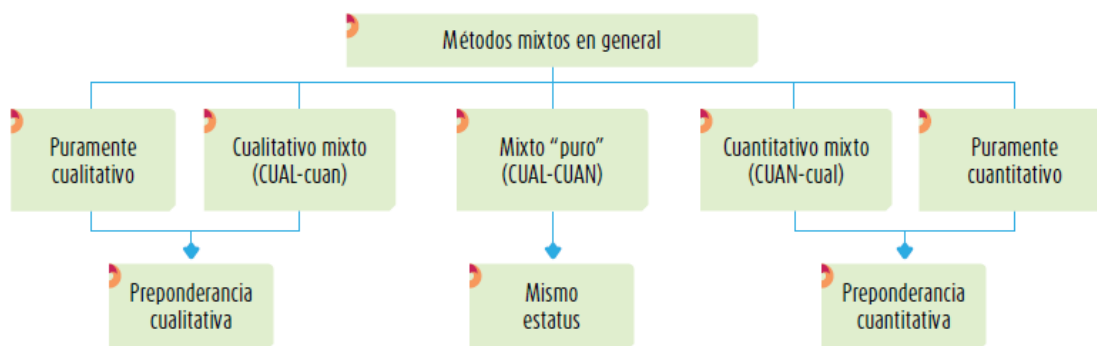 Métodos mixtos en general
Puramente
cualitativo
Cualitativo mixto
(CUAL-cuan)
Mixto “puro”
(CUAL-CUAN)
Cuantitativo mixto
(CUAN-cual)
Puramente
cuantitativo
Preponderancia
cualitativa
Mismo
estatus
Preponderancia
cuantitativa